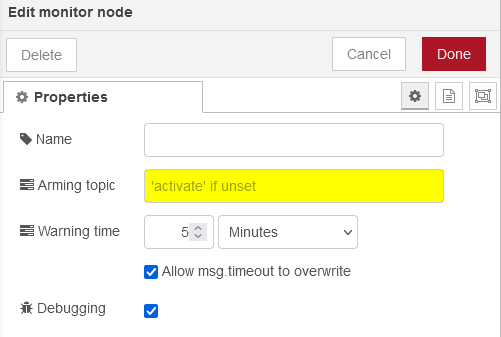 Edit monitor node
Delete
Cancel
Done
Properties
Name
Arming topic
'activate' if unset
Warning time
5
Minutes
Allow msg.timeout to overwrite
Debugging